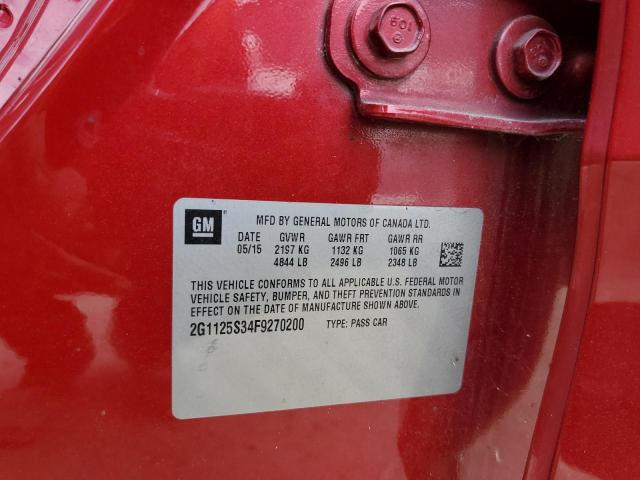 601
GM
MFD BY GENERAL MOTORS OF CANADA LTD.
DATE GVWR GAWR FRT GAWR RR
05/15 2197 KG 1132 KG 1065 KG
4844 LB 2496 LB 2348 LB
THIS VEHICLE CONFORMS TO ALL APPLICABLE U.S. FEDERAL MOTOR
VEHICLE SAFETY, BUMPER, AND THEFT PREVENTION STANDARDS IN
EFFECT ON THE DATE OF MANUFACTURE SHOWN ABOVE.
2G1125S34F9270200 TYPE: PASS CAR